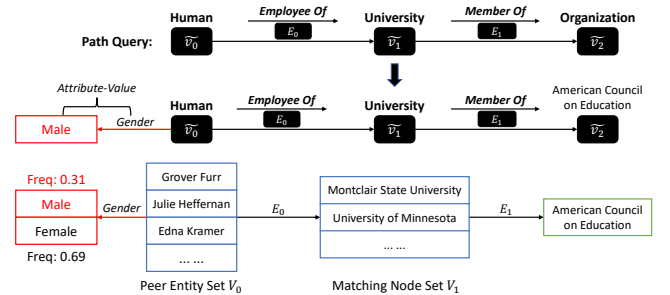 Human
Employee Of
University
Member Of
Organization
Path Query:
ṽ₀
E₀
ṽ₁
E₁
ṽ₂
Attribute-Value
Male
Gender
Human
Employee Of
University
Member Of
American Council
on Education
ṽ₀
E₀
ṽ₁
E₁
ṽ₂
Freq: 0.31
Male
Female
Freq: 0.69
Gender
Grover Furr
Julie Heffernan
Edna Kramer
... ...
E₀
Montclair State University
University of Minnesota
... ...
E₁
American Council
on Education
Peer Entity Set V₀
Matching Node Set V₁